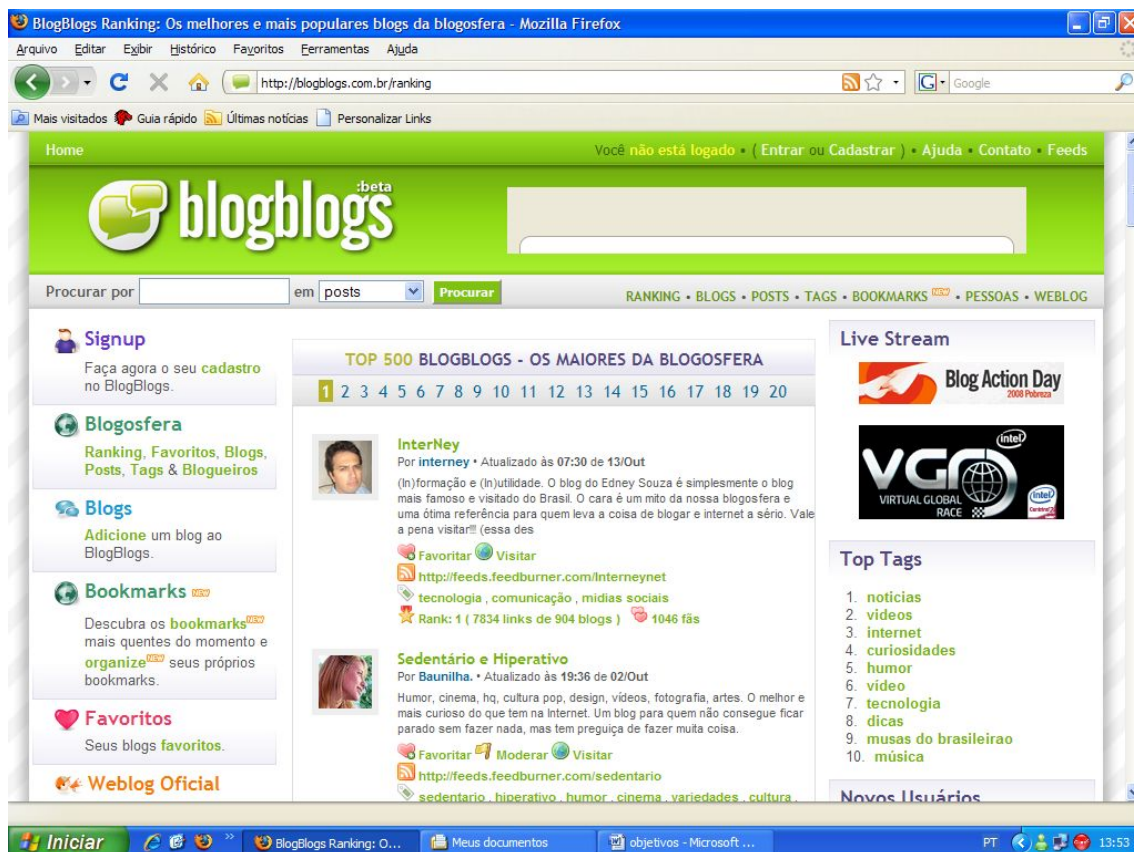 BlogBlogs Ranking: Os melhores e mais populares blogs da blogosfera - Mozilla Firefox
Arquivo Editar Exibir Histórico Favoritos Ferramentas Ajuda
http://blogblogs.com.br/ranking
G Google
Mais visitados Guia rápido Últimas notícias Personalizar Links
Home
Você não está logado • ( Entrar ou Cadastrar ) • Ajuda • Contato • Feeds
:beta
blogblogs
Procurar por em posts Procurar
RANKING • BLOGS • POSTS • TAGS • BOOKMARKS NEW • PESSOAS • WEBLOG
Signup
Faça agora o seu cadastro
no BlogBlogs.
Blogosfera
Ranking, Favoritos, Blogs,
Posts, Tags & Blogueiros
Blogs
Adicione um blog ao
BlogBlogs.
Bookmarks NEW
Descubra os bookmarks NEW
mais quentes do momento e
organize NEW seus próprios
bookmarks.
Favoritos
Seus blogs favoritos.
Weblog Oficial
TOP 500 BLOGBLOGS - OS MAIORES DA BLOGOSFERA
1 2 3 4 5 6 7 8 9 10 11 12 13 14 15 16 17 18 19 20
InterNey
Por interney • Atualizado às 07:30 de 13/Out
(In)formação e (In)utilidade. O blog do Edney Souza é simplesmente o blog
mais famoso e visitado do Brasil. O cara é um mito da nossa blogosfera e
uma ótima referência para quem leva a coisa de blogar e internet a sério. Vale
a pena visitar!!! (essa des
Favoritar Visitar
http://feeds.feedburner.com/Interneynet
tecnologia , comunicação , midias sociais
Rank: 1 ( 7834 links de 904 blogs ) 1046 fãs
Sedentário e Hiperativo
Por Baunilha. • Atualizado às 19:36 de 02/Out
Humor, cinema, hq, cultura pop, design, vídeos, fotografia, artes. O melhor e
mais curioso do que tem na Internet. Um blog para quem não consegue ficar
parado sem fazer nada, mas tem preguiça de fazer muita coisa.
Favoritar Moderar Visitar
http://feeds.feedburner.com/sedentario
sedentario , hiperativo , humor , cinema , variedades , cultura ,
Live Stream
Blog Action Day
2008 Pobreza
(intel)
VGR
VIRTUAL GLOBAL
RACE
Top Tags
1. noticias
2. videos
3. internet
4. curiosidades
5. humor
6. video
7. tecnologia
8. dicas
9. musas do brasileirao
10. música
Novos Usuários
Iniciar BlogBlogs Ranking: O... Meus documentos objetivos - Microsoft ... PT 13:53